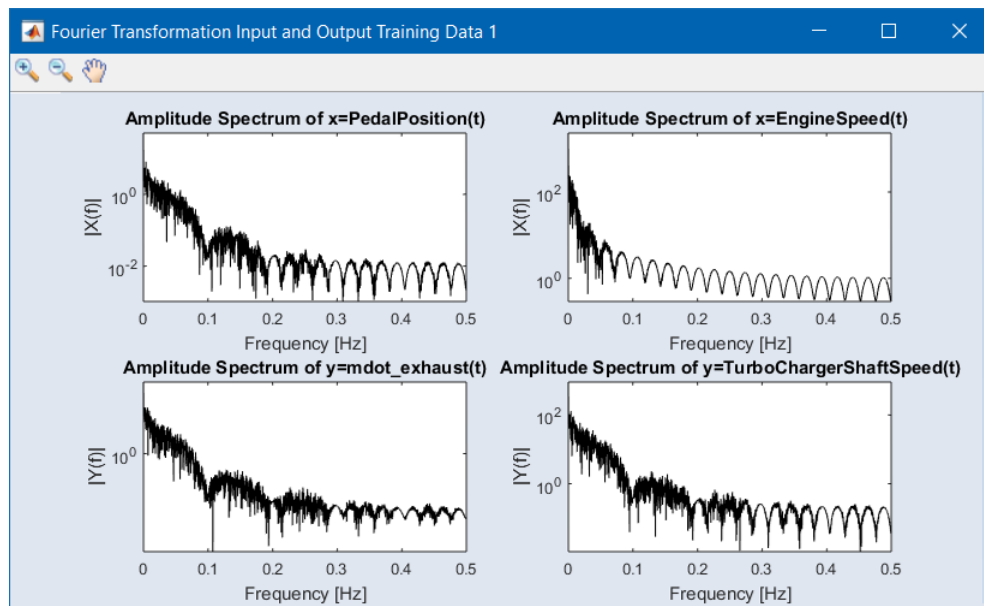 Fourier Transformation Input and Output Training Data 1
Amplitude Spectrum of x=PedalPosition(t)
|X(f)|
10^0
10^-2
0 0.1 0.2 0.3 0.4 0.5
Frequency [Hz]
Amplitude Spectrum of x=EngineSpeed(t)
|X(f)|
10^2
10^0
0 0.1 0.2 0.3 0.4 0.5
Frequency [Hz]
Amplitude Spectrum of y=mdot_exhaust(t)
|Y(f)|
10^0
0 0.1 0.2 0.3 0.4 0.5
Frequency [Hz]
Amplitude Spectrum of y=TurboChargerShaftSpeed(t)
|Y(f)|
10^2
10^0
0 0.1 0.2 0.3 0.4 0.5
Frequency [Hz]